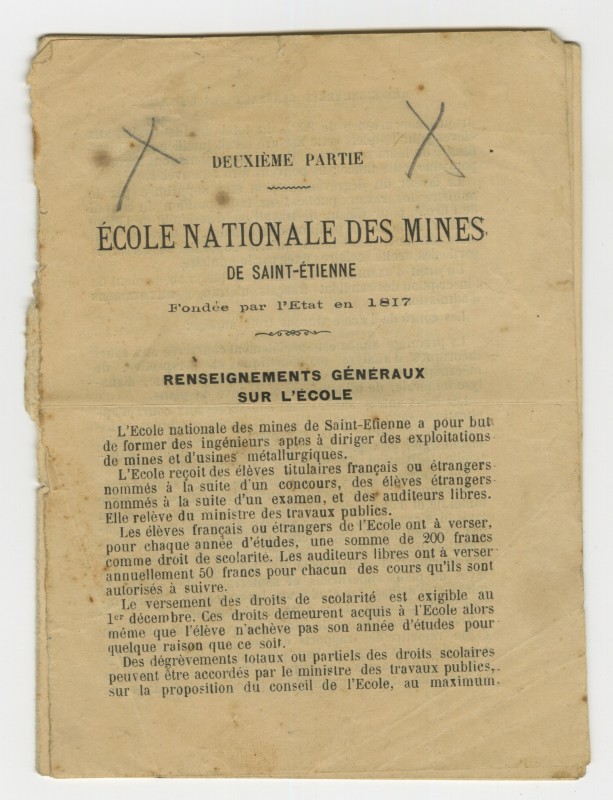 DEUXIÈME PARTIE
ÉCOLE NATIONALE DES MINES
DE SAINT-ÉTIENNE
Fondée par l'Etat en 1817
RENSEIGNEMENTS GÉNÉRAUX
SUR L'ÉCOLE
L'Ecole nationale des mines de Saint-Etienne a pour but
de former des ingénieurs aptes à diriger des exploitations
de mines et d'usines métallurgiques.
L'Ecole reçoit des élèves titulaires français ou étrangers
nommés à la suite d'un concours, des élèves étrangers
nommés à la suite d'un examen, et des auditeurs libres.
Elle relève du ministre des travaux publics.
Les élèves français ou étrangers de l'Ecole ont à verser,
pour chaque année d'études, une somme de 200 francs
comme droit de scolarité. Les auditeurs libres ont à verser
annuellement 50 francs pour chacun des cours qu'ils sont
autorisés à suivre.
Le versement des droits de scolarité est exigible au
1er décembre. Ces droits demeurent acquis à l'Ecole alors
même que l'élève n'achève pas son année d'études pour
quelque raison que ce soit.
Des dégrèvements totaux ou partiels des droits scolaires
peuvent être accordés par le ministre des travaux publics,
sur la proposition du conseil de l'Ecole, au maximum